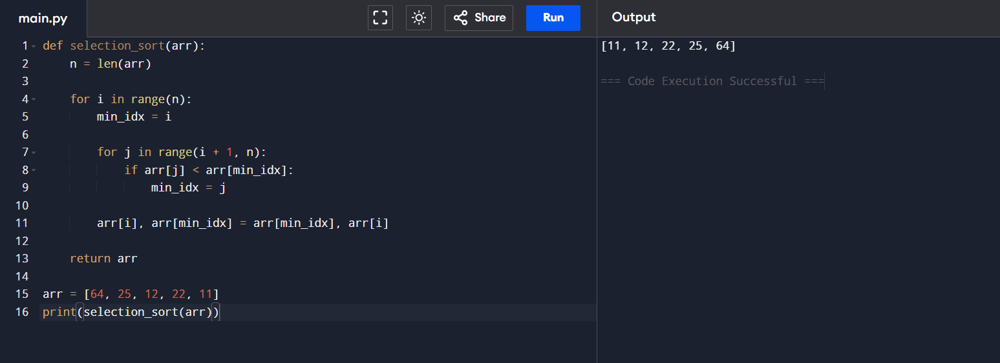 main.py Share Run Output
1 def selection_sort(arr):
2     n = len(arr)
3
4     for i in range(n):
5         min_idx = i
6
7         for j in range(i + 1, n):
8             if arr[j] < arr[min_idx]:
9                 min_idx = j
10
11         arr[i], arr[min_idx] = arr[min_idx], arr[i]
12
13     return arr
14
15 arr = [64, 25, 12, 22, 11]
16 print(selection_sort(arr))
[11, 12, 22, 25, 64]
=== Code Execution Successful ===